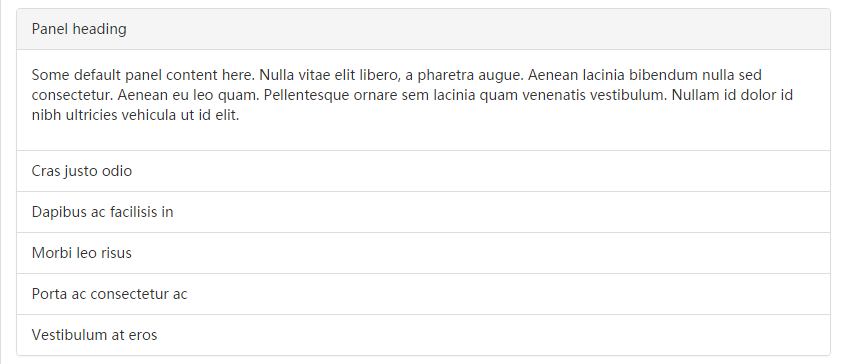 Panel heading
Some default panel content here. Nulla vitae elit libero, a pharetra augue. Aenean lacinia bibendum nulla sed
consectetur. Aenean eu leo quam. Pellentesque ornare sem lacinia quam venenatis vestibulum. Nullam id dolor id
nibh ultricies vehicula ut id elit.
Cras justo odio
Dapibus ac facilisis in
Morbi leo risus
Porta ac consectetur ac
Vestibulum at eros